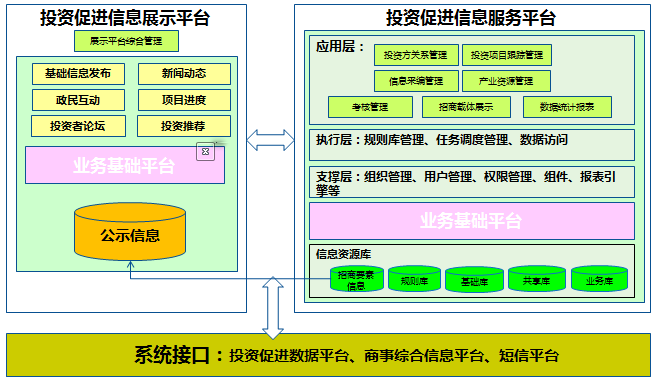 投资促进信息展示平台
展示平台综合管理
基础信息发布
新闻动态
政民互动
项目进度
投资者论坛
投资推荐
业务基础平台
公示信息
投资促进信息服务平台
应用层：
投资方关系管理
投资项目跟踪管理
信息采编管理
产业资源管理
考核管理
招商载体展示
数据统计报表
执行层：规则库管理、任务调度管理、数据访问
支撑层：组织管理、用户管理、权限管理、组件、报表引
擎等
业务基础平台
信息资源库
招商要素
信息
规则库
基础库
共享库
业务库
系统接口：投资促进数据平台、商事综合信息平台、短信平台